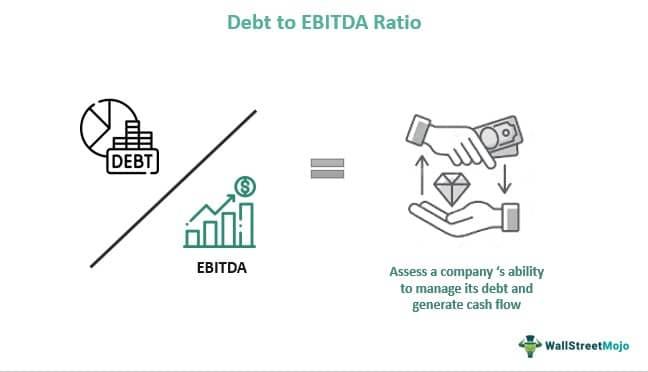 Debt to EBITDA Ratio
DEBT
$
EBITDA
Assess a company ‘s ability
to manage its debt and
generate cash flow
WallStreetMojo